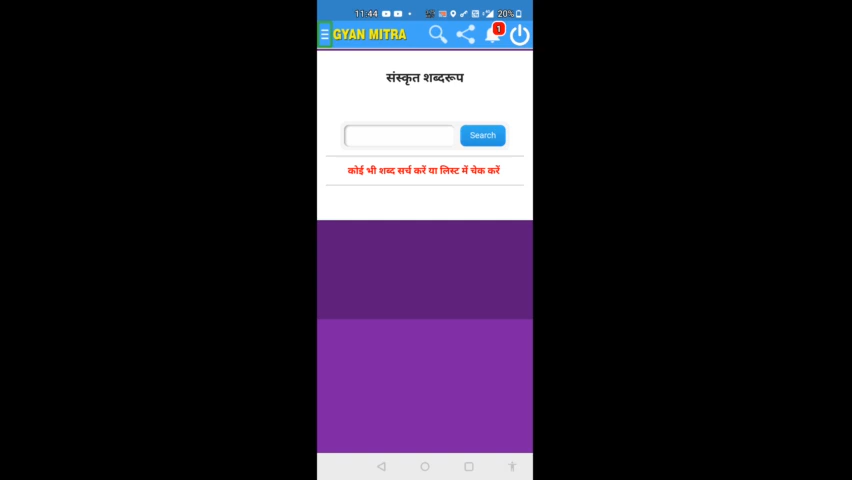 11:44 20%
GYAN MITRA 1
संस्कृत शब्दरूप
Search
कोई भी शब्द सर्च करें या लिस्ट में चेक करें